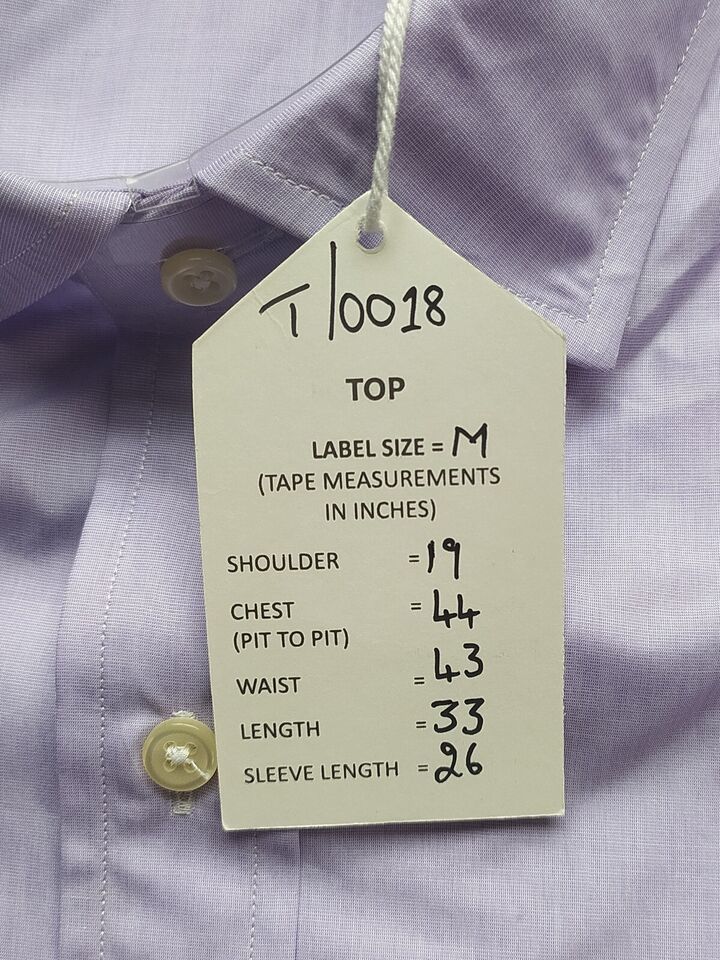 T/0018
TOP
LABEL SIZE = M
(TAPE MEASUREMENTS
IN INCHES)
SHOULDER = 19
CHEST = 44
(PIT TO PIT)
WAIST = 43
LENGTH = 33
SLEEVE LENGTH = 26